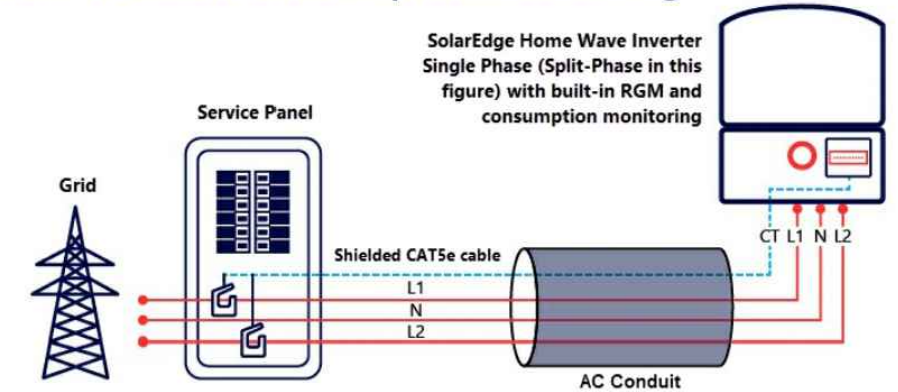 SolarEdge Home Wave Inverter
Single Phase (Split-Phase in this
figure) with built-in RGM and
consumption monitoring
Service Panel
Grid
CT L1 N L2
Shielded CAT5e cable
L1
N
L2
AC Conduit